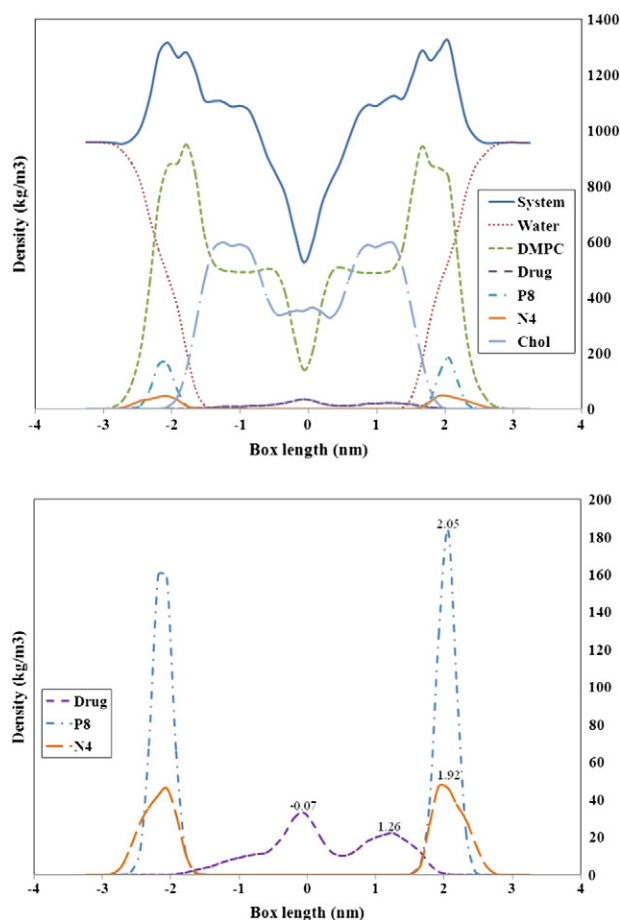 1400
1200
1000
800
600
400
200
0
Density (kg/m3)
System
Water
DMPC
Drug
P8
N4
Chol
-4 -3 -2 -1 0 1 2 3 4
Box length (nm)
200
180
160
140
120
100
80
60
40
20
0
Density (kg/m3)
2.05
1.92
-0.07
1.26
Drug
P8
N4
-4 -3 -2 -1 0 1 2 3 4
Box length (nm)